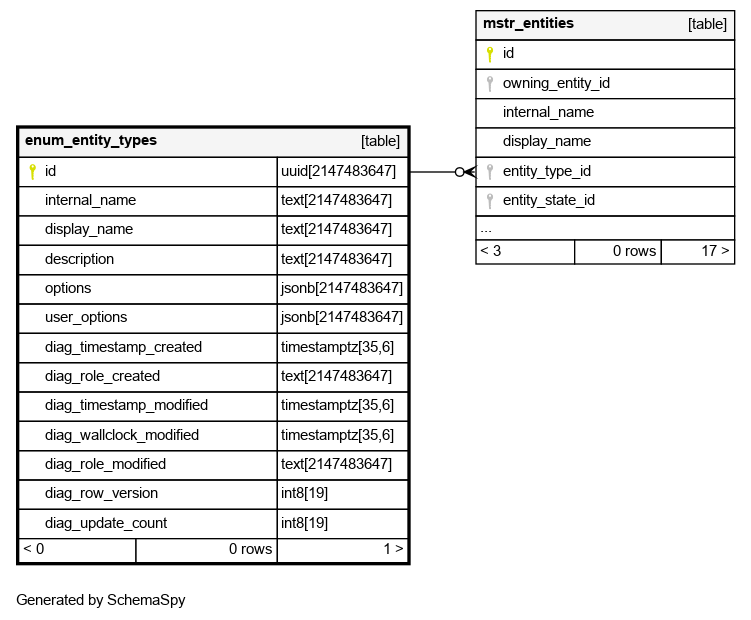 mstr_entities [table]
id
owning_entity_id
internal_name
display_name
entity_type_id
entity_state_id
...
< 3 0 rows 17 >
enum_entity_types [table]
id uuid[2147483647]
internal_name text[2147483647]
display_name text[2147483647]
description text[2147483647]
options jsonb[2147483647]
user_options jsonb[2147483647]
diag_timestamp_created timestamptz[35,6]
diag_role_created text[2147483647]
diag_timestamp_modified timestamptz[35,6]
diag_wallclock_modified timestamptz[35,6]
diag_role_modified text[2147483647]
diag_row_version int8[19]
diag_update_count int8[19]
< 0 0 rows 1 >
Generated by SchemaSpy